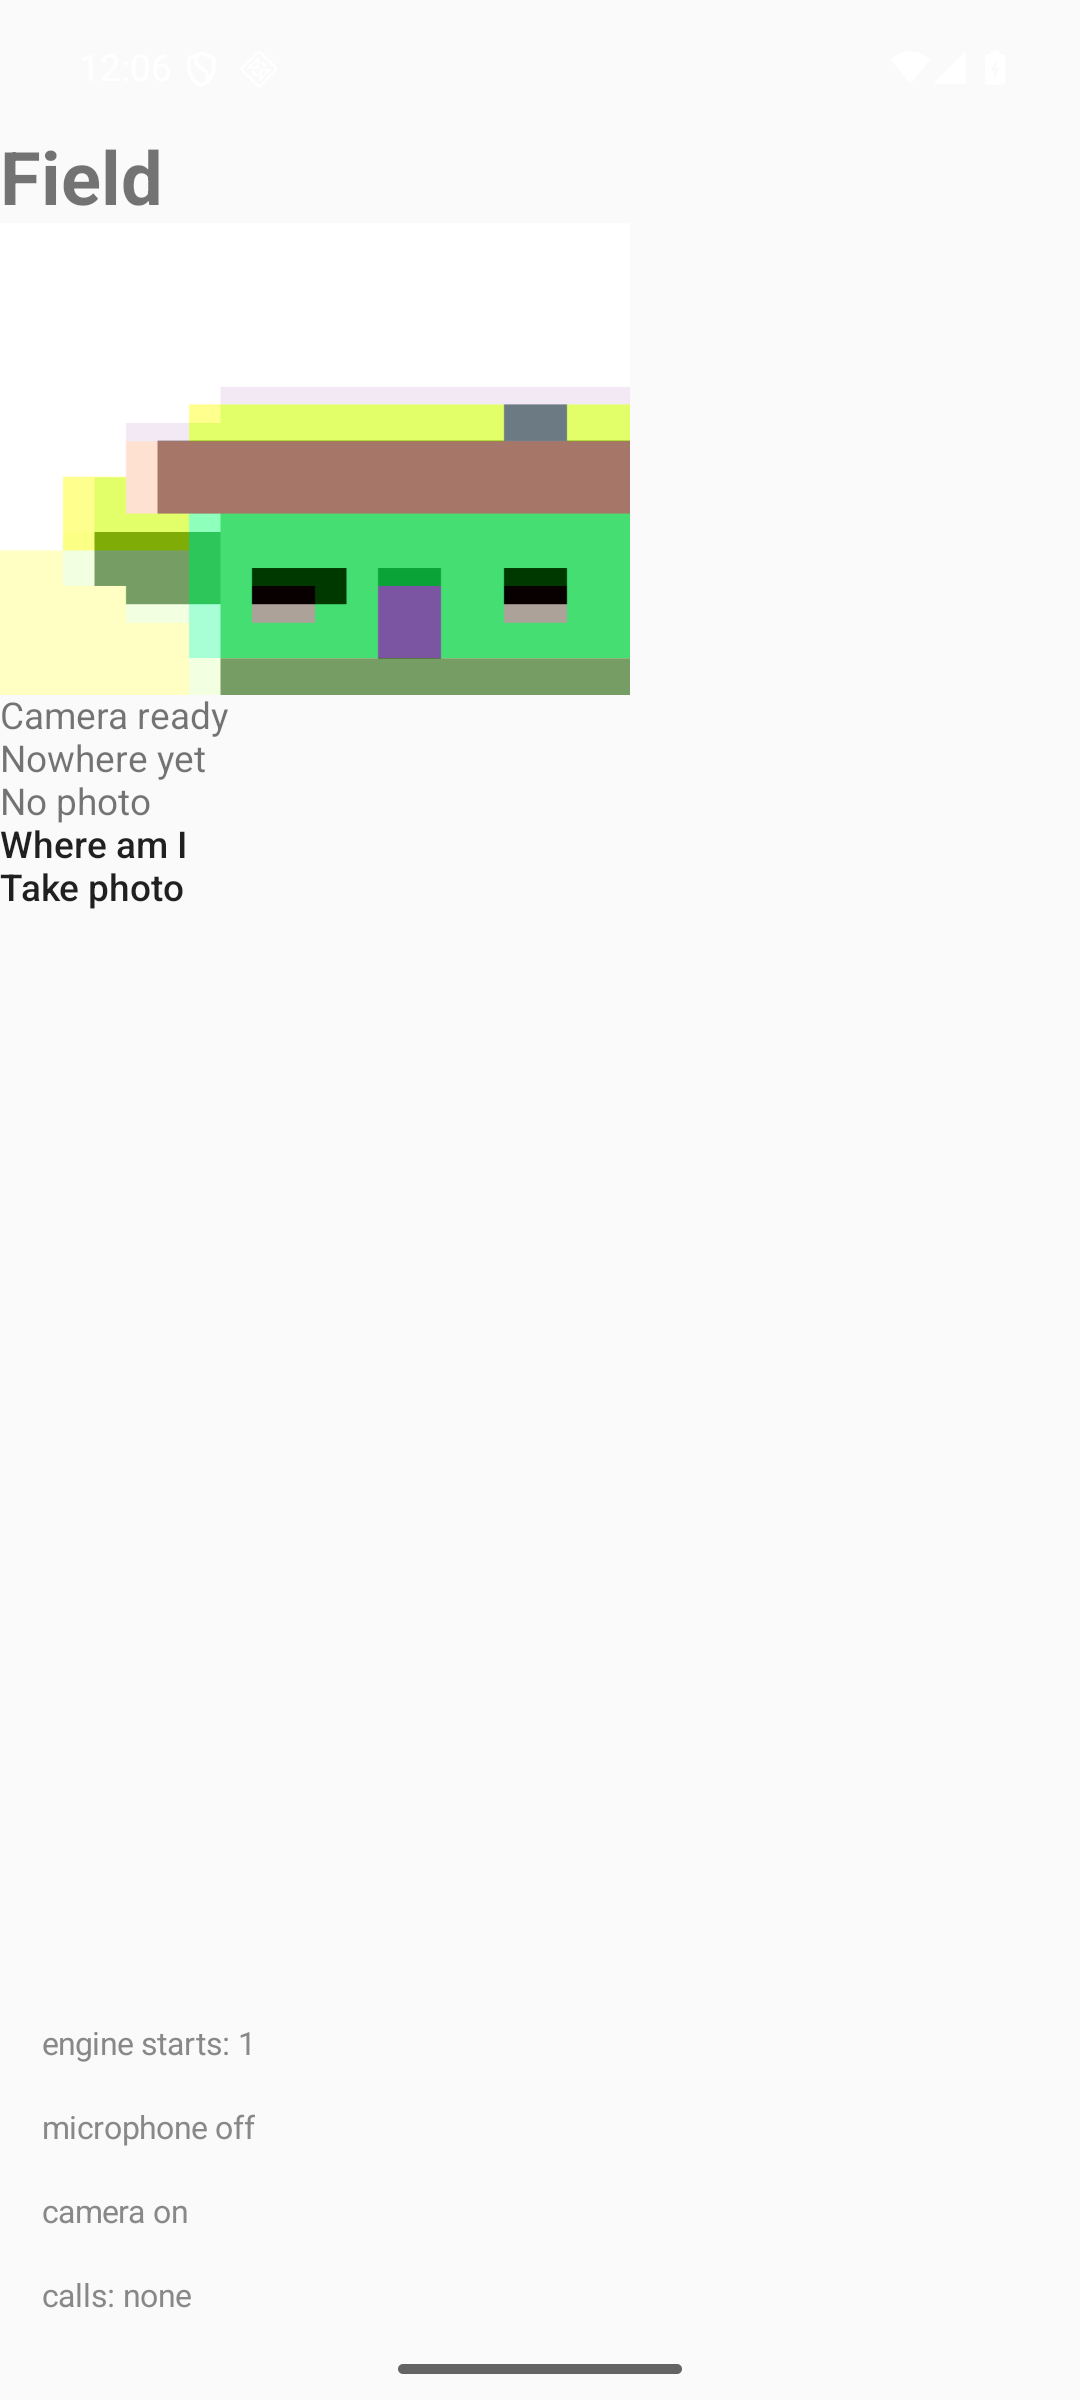 12:06
Field
Camera ready
Nowhere yet
No photo
Where am I
Take photo
engine starts: 1
microphone off
camera on
calls: none